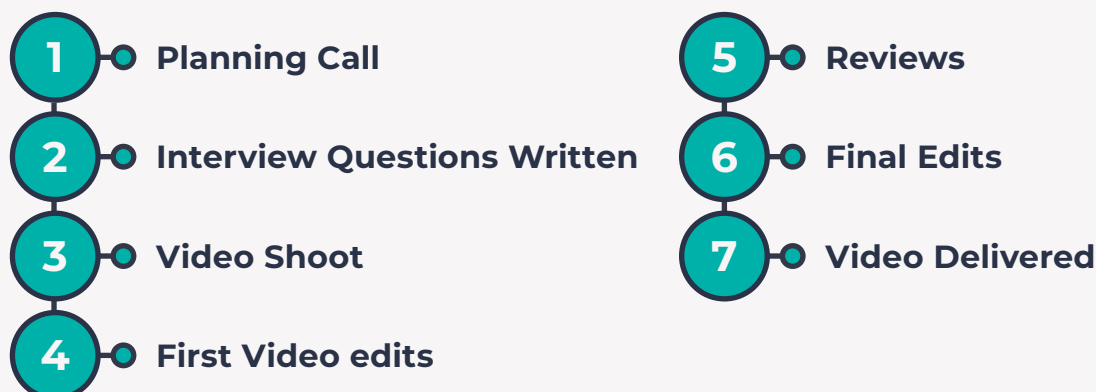 1 Planning Call
2 Interview Questions Written
3 Video Shoot
4 First Video edits
5 Reviews
6 Final Edits
7 Video Delivered